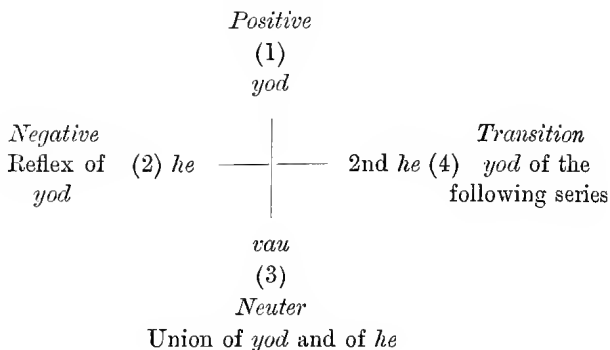 Positive
(1)
yod
Negative
Reflex of (2) he
yod
2nd he (4)
Transition
yod of the
following series
vau
(3)
Neuter
Union of yod and of he